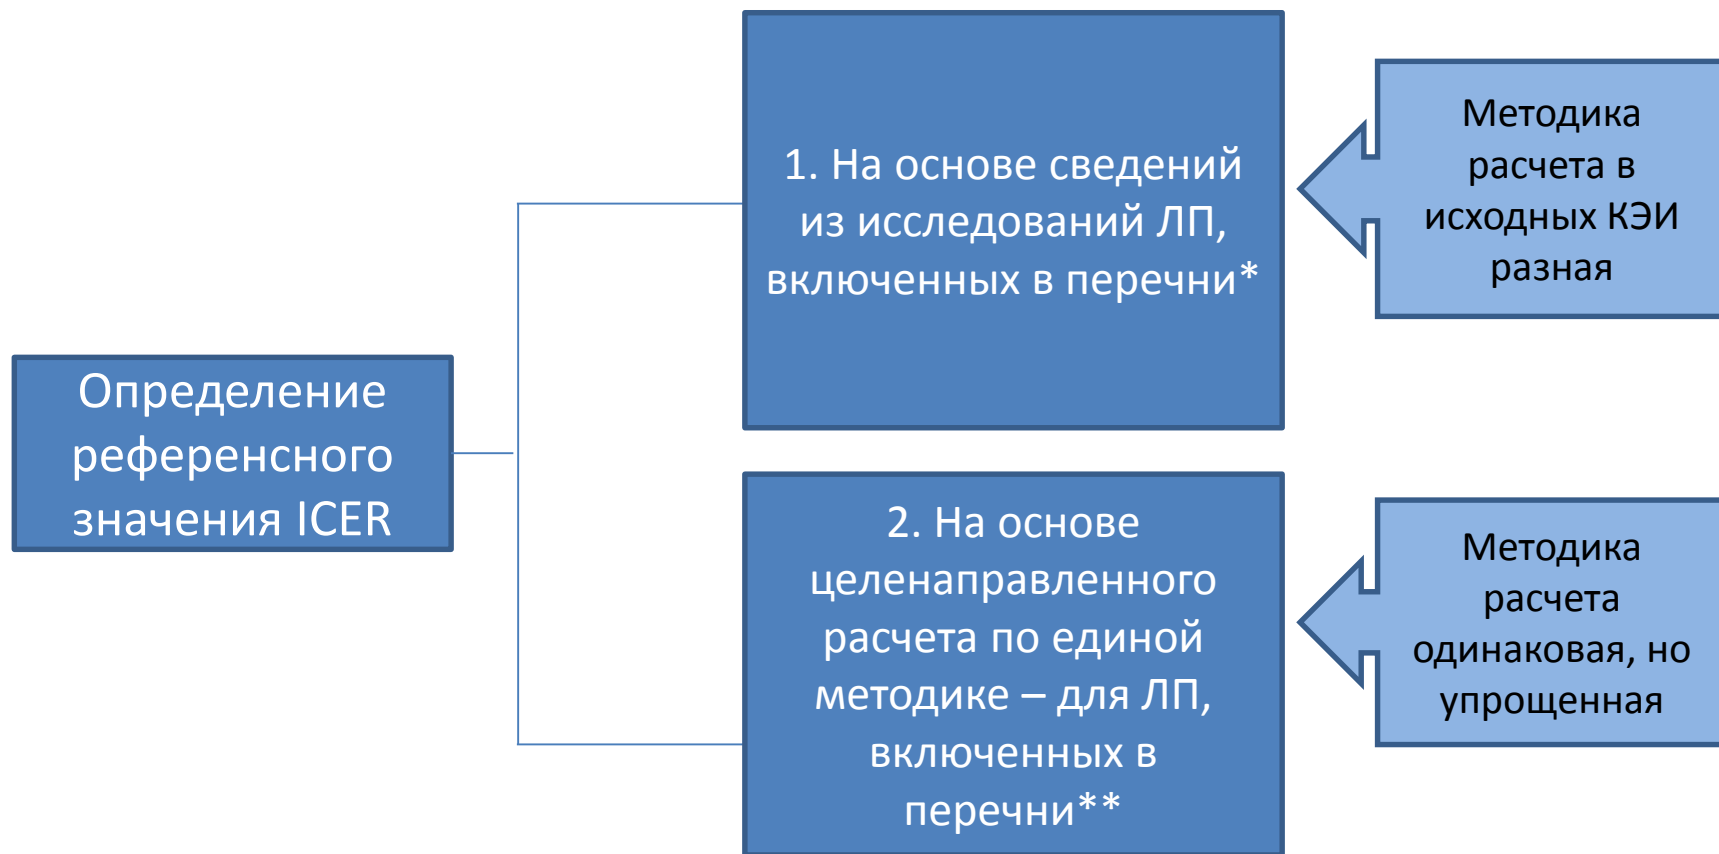 Определение
референсного
значения ICER
1. На основе сведений
из исследований ЛП,
включенных в перечни*
Методика
расчета в
исходных КЭИ
разная
2. На основе
целенаправленного
расчета по единой
методике – для ЛП,
включенных в
перечни**
Методика
расчета
одинаковая, но
упрощенная